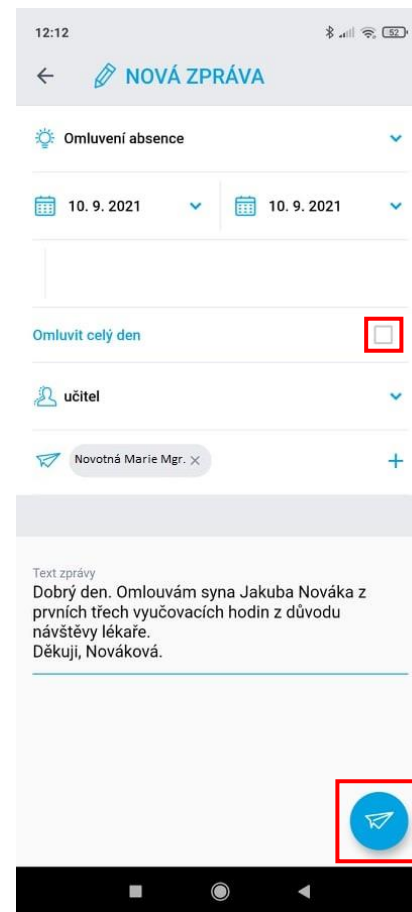 12:12 52
NOVÁ ZPRÁVA
Omluvení absence
10. 9. 2021 10. 9. 2021
Omluvit celý den
učitel
Novotná Marie Mgr. ×
Text zprávy
Dobrý den. Omlouvám syna Jakuba Nováka z
prvních třech vyučovacích hodin z důvodu
návštěvy lékaře.
Děkuji, Nováková.